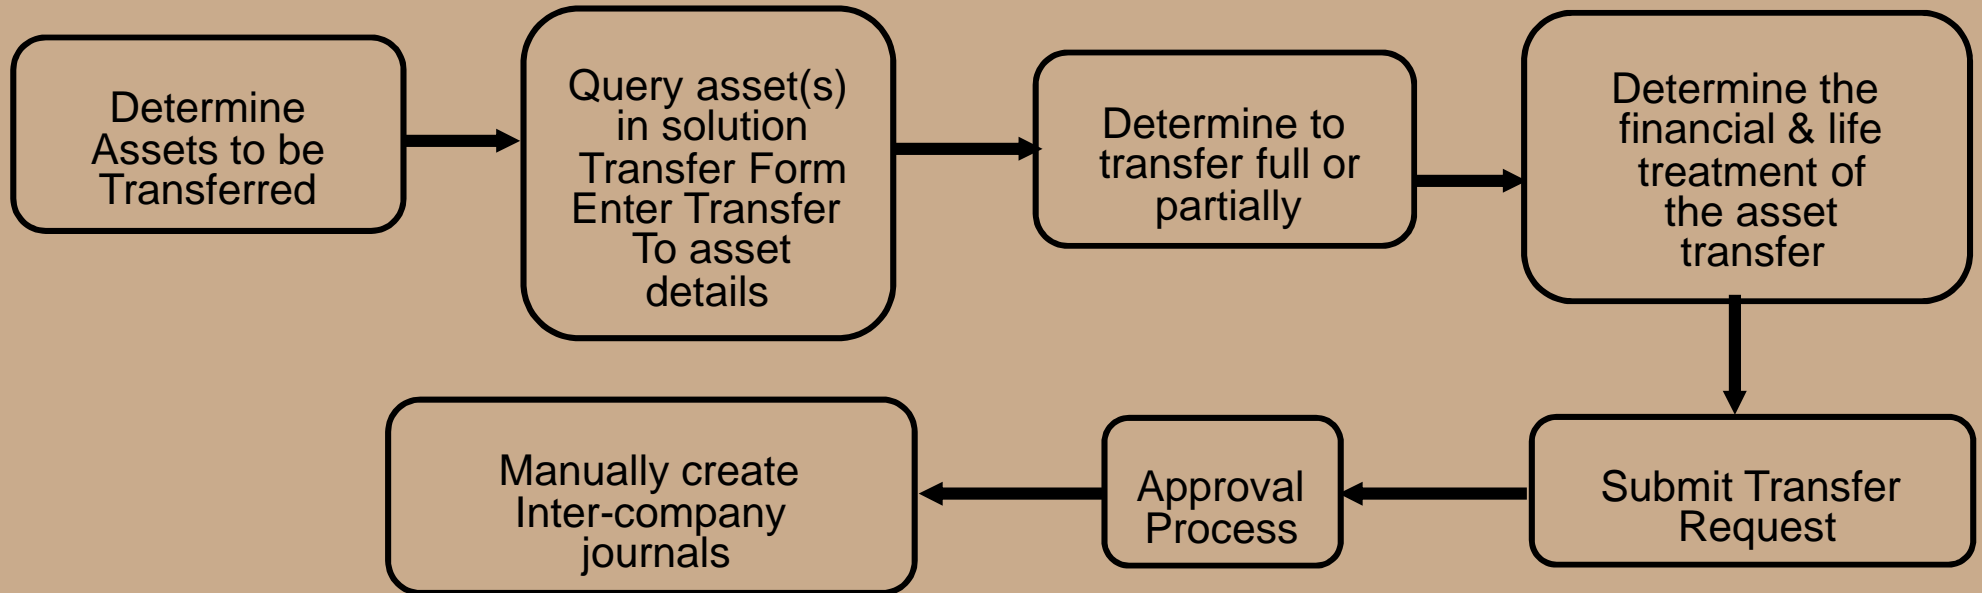 Determine
Assets to be
Transferred
Query asset(s)
in solution
Transfer Form
Enter Transfer
To asset
details
Determine to
transfer full or
partially
Determine the
financial & life
treatment of
the asset
transfer
Submit Transfer
Request
Approval
Process
Manually create
Inter-company
journals